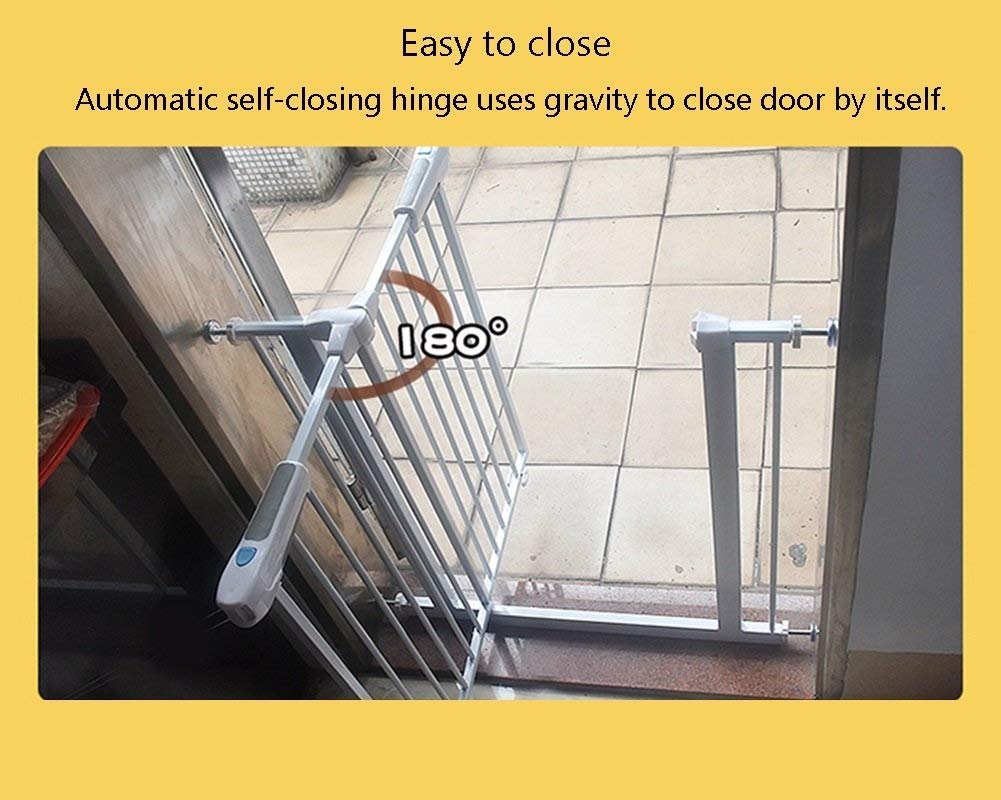 Easy to close
Automatic self-closing hinge uses gravity to close door by itself.
180°